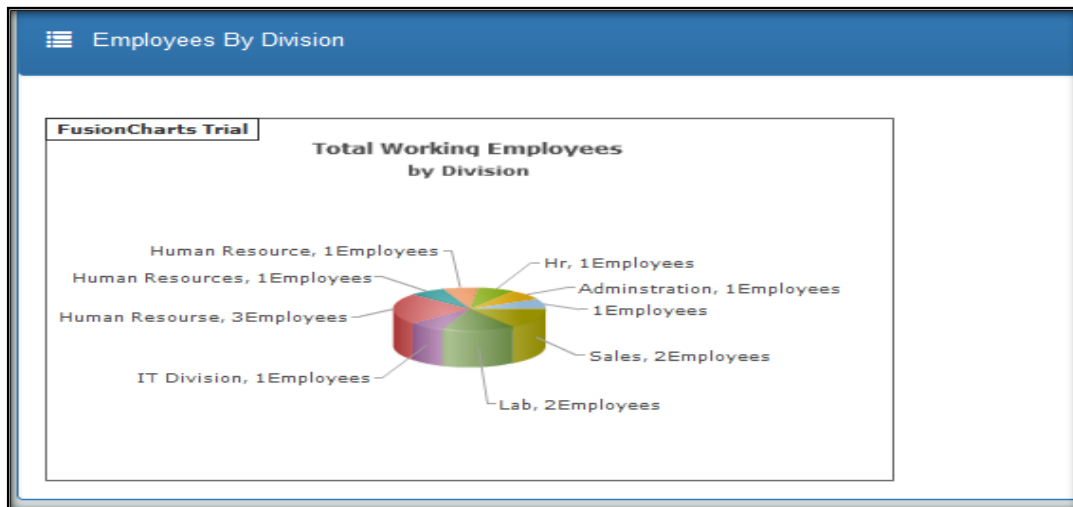 Employees By Division
FusionCharts Trial
Total Working Employees
by Division
Human Resource, 1Employees
Hr, 1Employees
Human Resources, 1Employees
Adminstration, 1Employees
1Employees
Human Resourse, 3Employees
Sales, 2Employees
IT Division, 1Employees
Lab, 2Employees